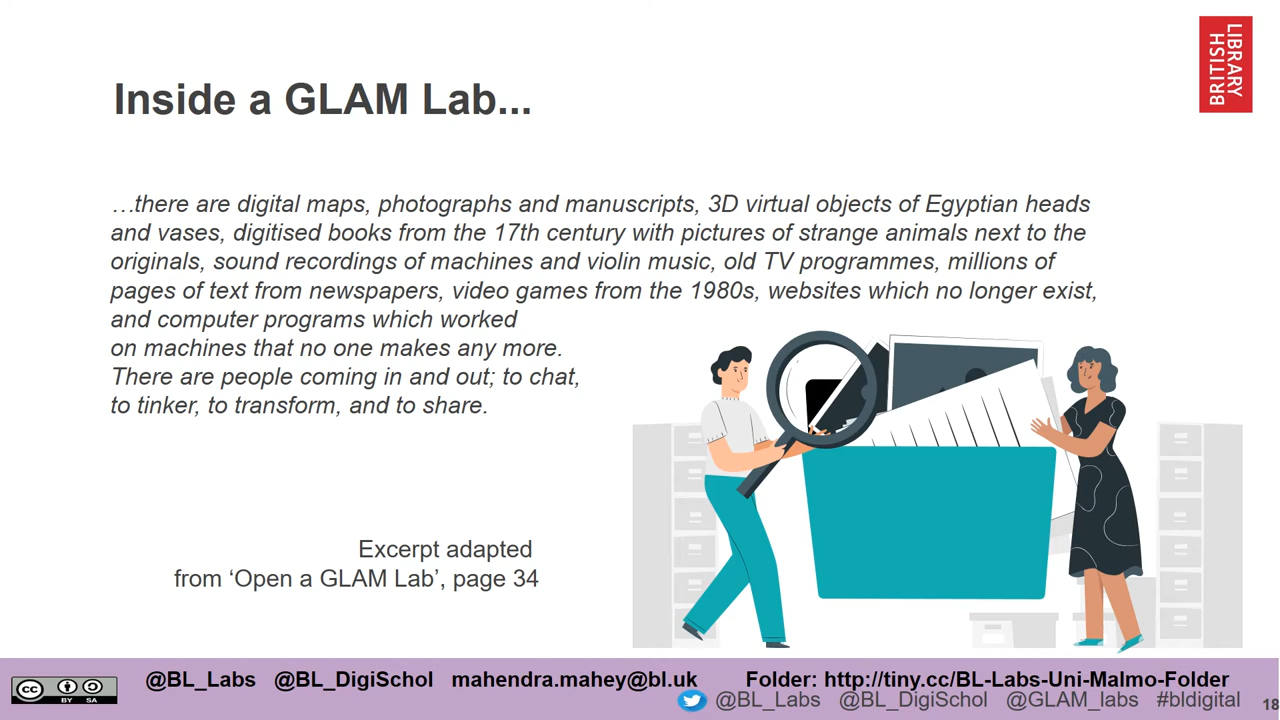 LIBRARY
BRITISH
Inside a GLAM Lab...
…there are digital maps, photographs and manuscripts, 3D virtual objects of Egyptian heads
and vases, digitised books from the 17th century with pictures of strange animals next to the
originals, sound recordings of machines and violin music, old TV programmes, millions of
pages of text from newspapers, video games from the 1980s, websites which no longer exist,
and computer programs which worked
on machines that no one makes any more.
There are people coming in and out; to chat,
to tinker, to transform, and to share.
Excerpt adapted
from ‘Open a GLAM Lab’, page 34
cc BY SA
@BL_Labs @BL_DigiSchol mahendra.mahey@bl.uk Folder: http://tiny.cc/BL-Labs-Uni-Malmo-Folder
@BL_Labs @BL_DigiSchol @GLAM_labs #bldigital 18